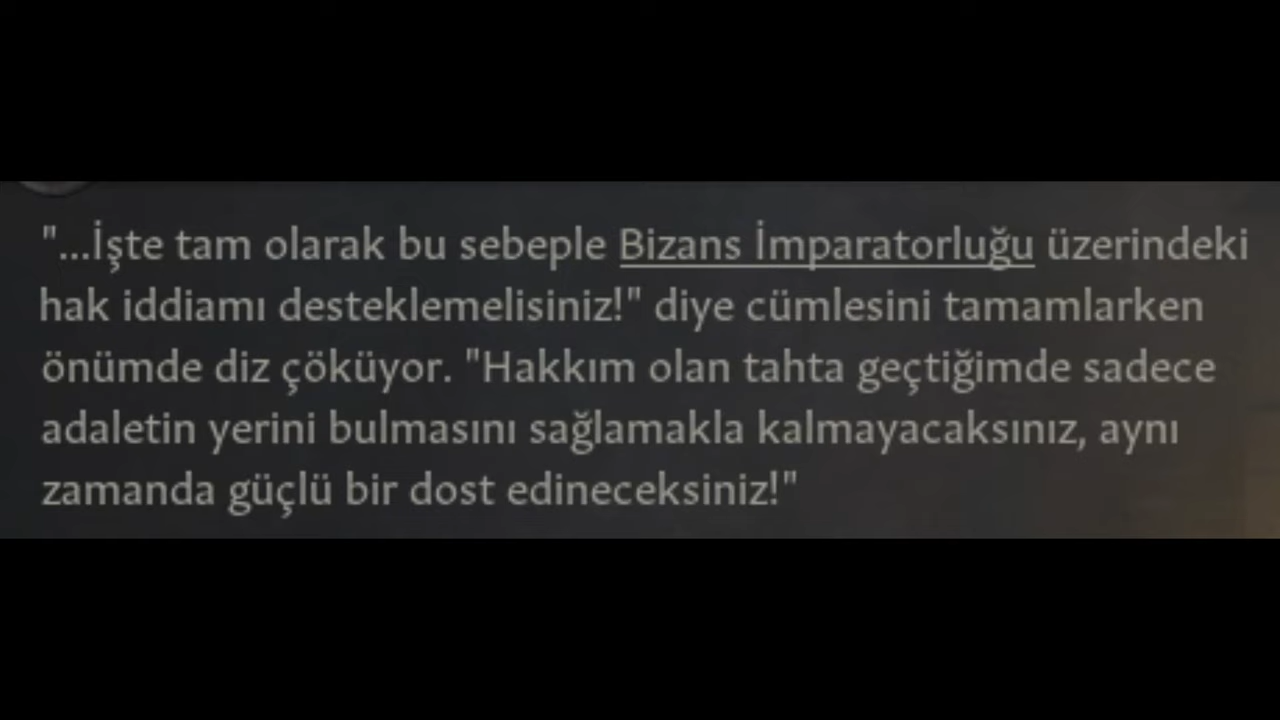 "...İşte tam olarak bu sebeple Bizans İmparatorluğu üzerindeki
hak iddiamı desteklemelisiniz!" diye cümlesini tamamlarken
önümde diz çöküyor. "Hakkım olan tahta geçtiğimde sadece
adaletin yerini bulmasını sağlamakla kalmayacaksınız, aynı
zamanda güçlü bir dost edineceksiniz!"